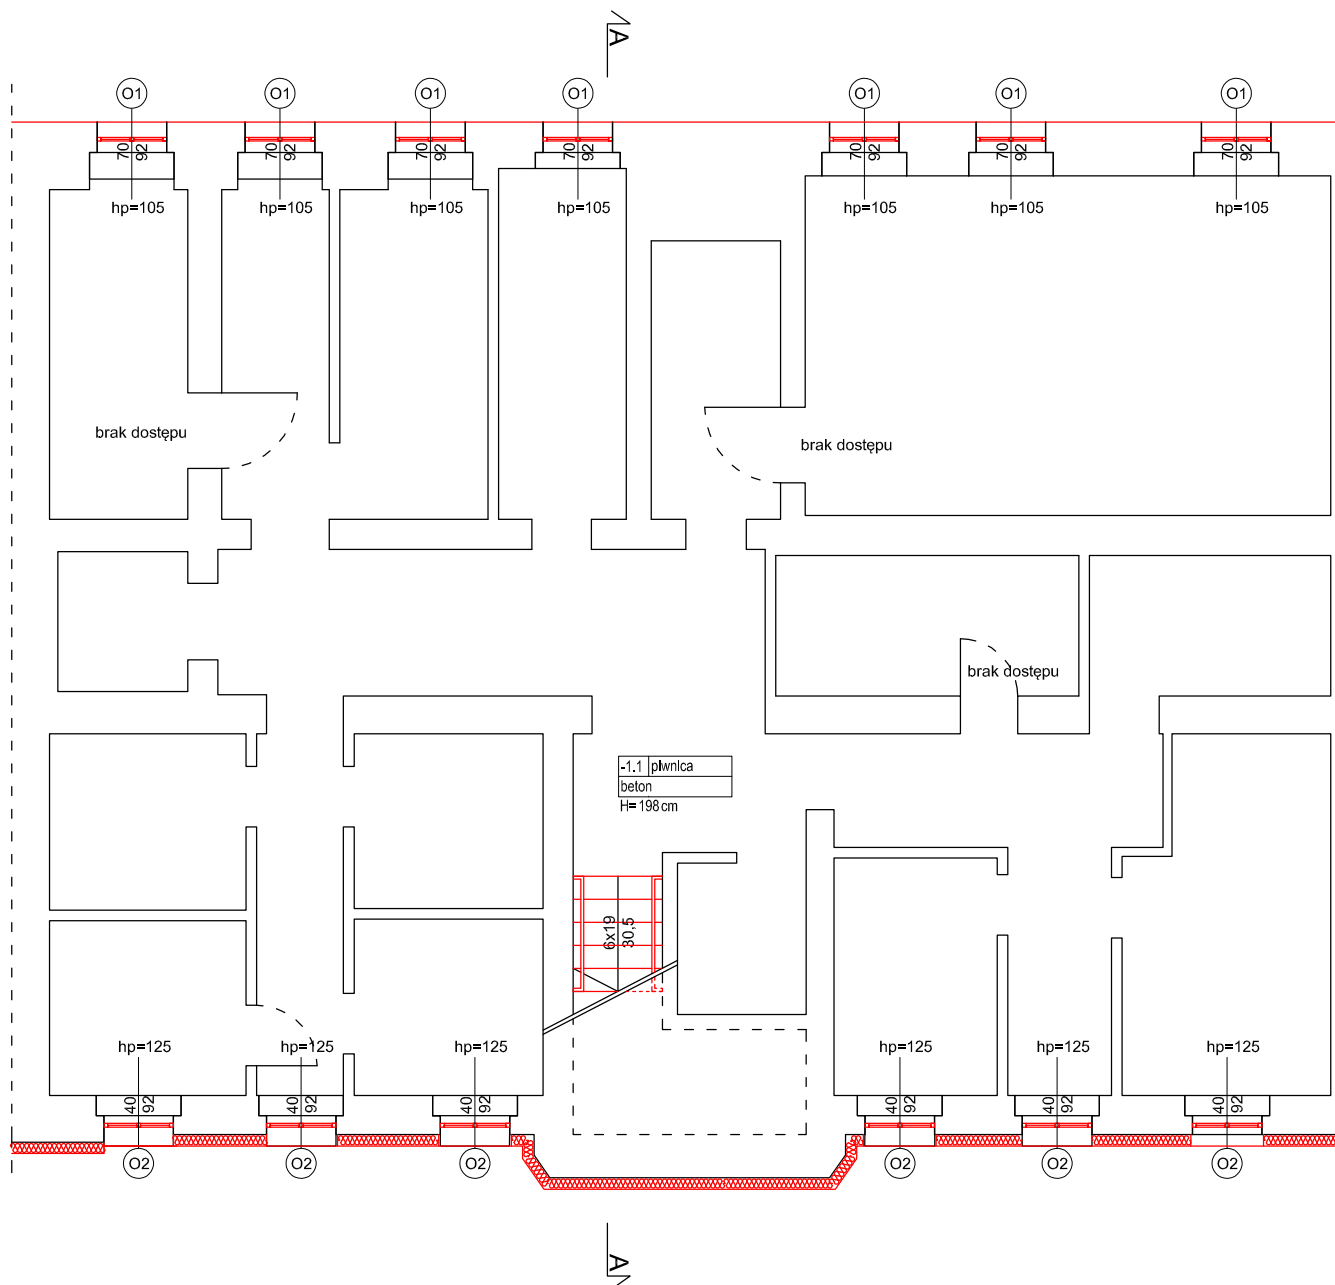 A
O1 O1 O1 O1 O1 O1 O1
70 92 70 92 70 92 70 92 70 92 70 92 70 92
hp=105 hp=105 hp=105 hp=105 hp=105 hp=105 hp=105
brak dostępu
brak dostępu
brak dostępu
-1.1 piwnica
beton
H=198cm
6x19
30,5
hp=125 hp=125 hp=125 hp=125 hp=125 hp=125
40 92 40 92 40 92 40 92 40 92 40 92
O2 O2 O2 O2 O2 O2
A